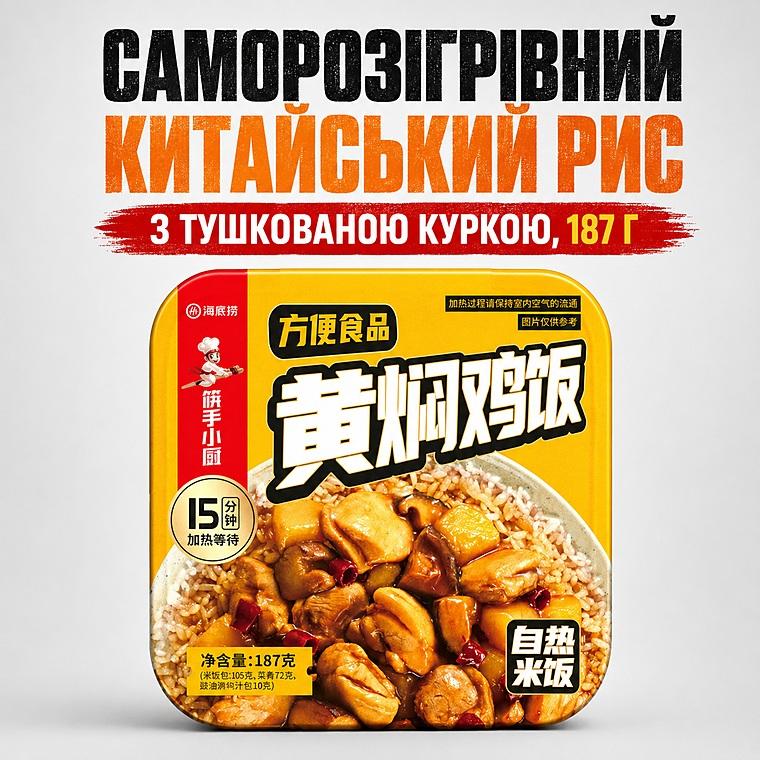 САМОРОЗІГРІВНИЙ
КИТАЙСЬКИЙ РИС
З ТУШКОВАНОЮ КУРКОЮ, 187 Г
Hi 海底捞
方便食品
加热过程请保持室内空气的流通
图片仅供参考
黄焖鸡饭
筷手小厨
15分钟
加热等待
自热
米饭
净含量:187克
(米饭包:105克、菜肴72克,
豉油调味汁包10克)